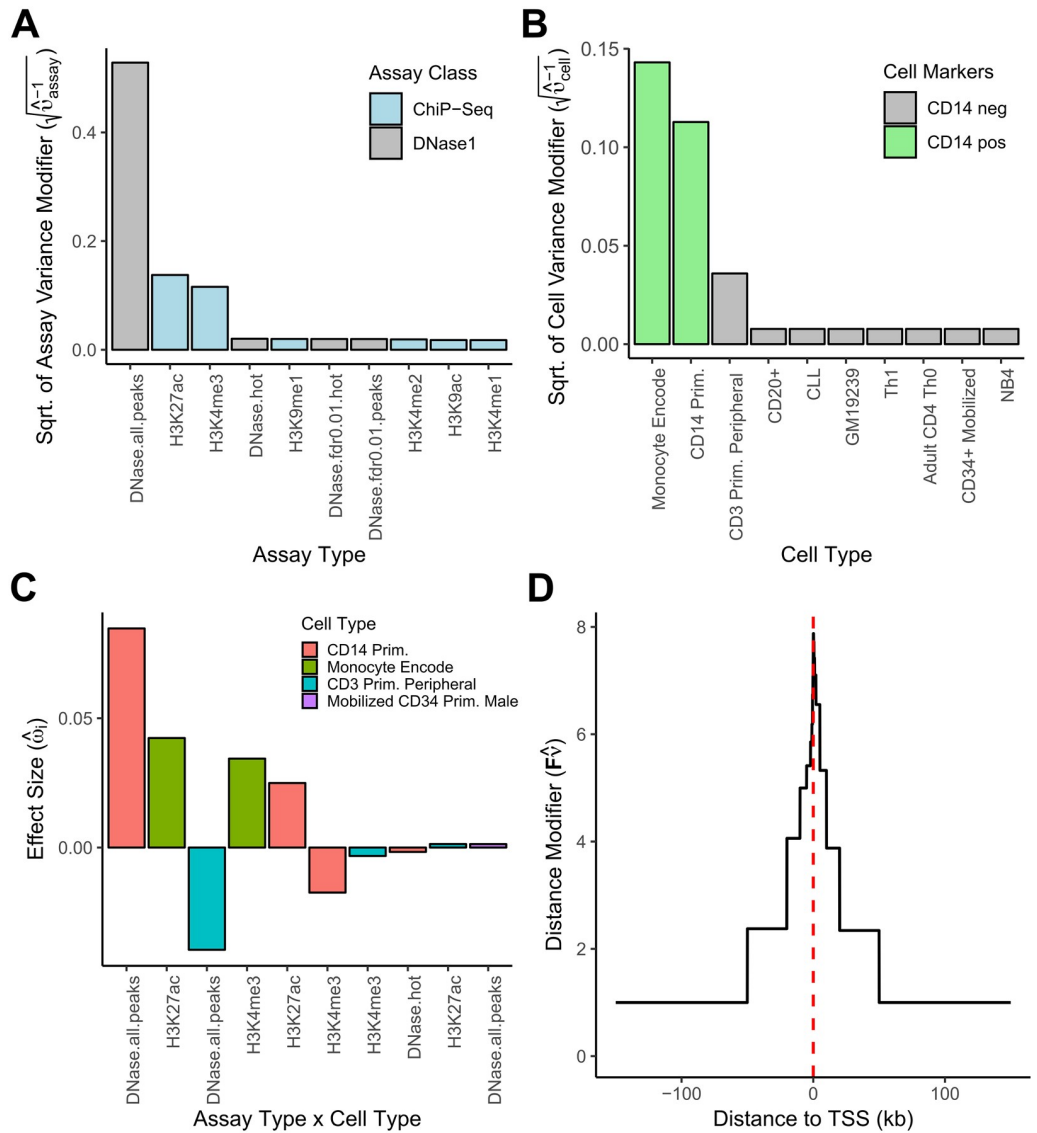 A
Sqrt. of Assay Variance Modifier (√υ̂⁻¹assay)
0.4
0.2
0.0
Assay Class
ChiP−Seq
DNase1
DNase.all.peaks
H3K27ac
H3K4me3
DNase.hot
H3K9me1
DNase.fdr0.01.hot
DNase.fdr0.01.peaks
H3K4me2
H3K9ac
H3K4me1
Assay Type
B
Sqrt. of Cell Variance Modifier (√υ̂⁻¹cell)
0.15
0.10
0.05
0.00
Cell Markers
CD14 neg
CD14 pos
Monocyte Encode
CD14 Prim.
CD3 Prim. Peripheral
CD20+
CLL
GM19239
Th1
Adult CD4 Th0
CD34+ Mobilized
NB4
Cell Type
C
Effect Size (ω̂i)
0.05
0.00
Cell Type
CD14 Prim.
Monocyte Encode
CD3 Prim. Peripheral
Mobilized CD34 Prim. Male
DNase.all.peaks
H3K27ac
DNase.all.peaks
H3K4me3
H3K27ac
H3K4me3
H3K4me3
DNase.hot
H3K27ac
DNase.all.peaks
Assay Type x Cell Type
D
Distance Modifier (Fν̂)
8
6
4
2
0
−100
0
100
Distance to TSS (kb)